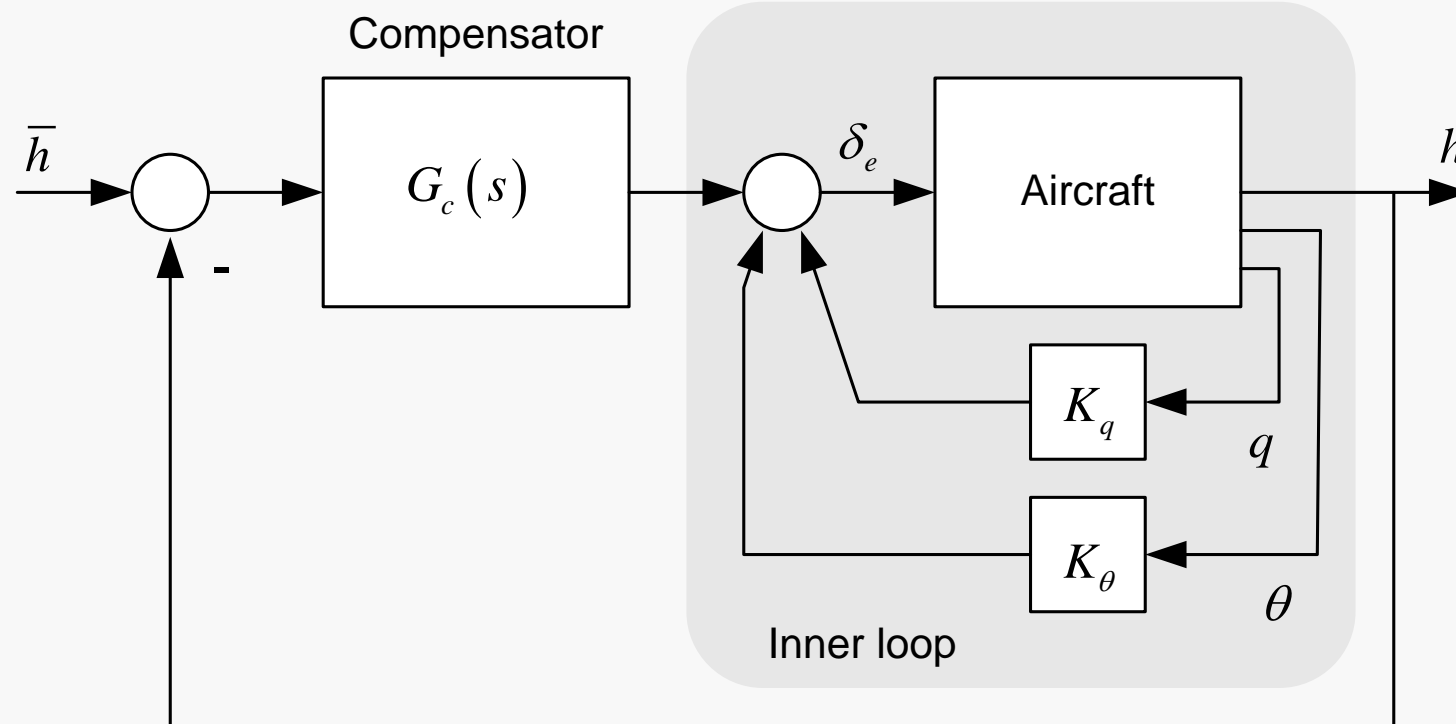 Compensator
h̅
δ_e
h
G_c(s)
Aircraft
-
K_q
q
K_θ
θ
Inner loop